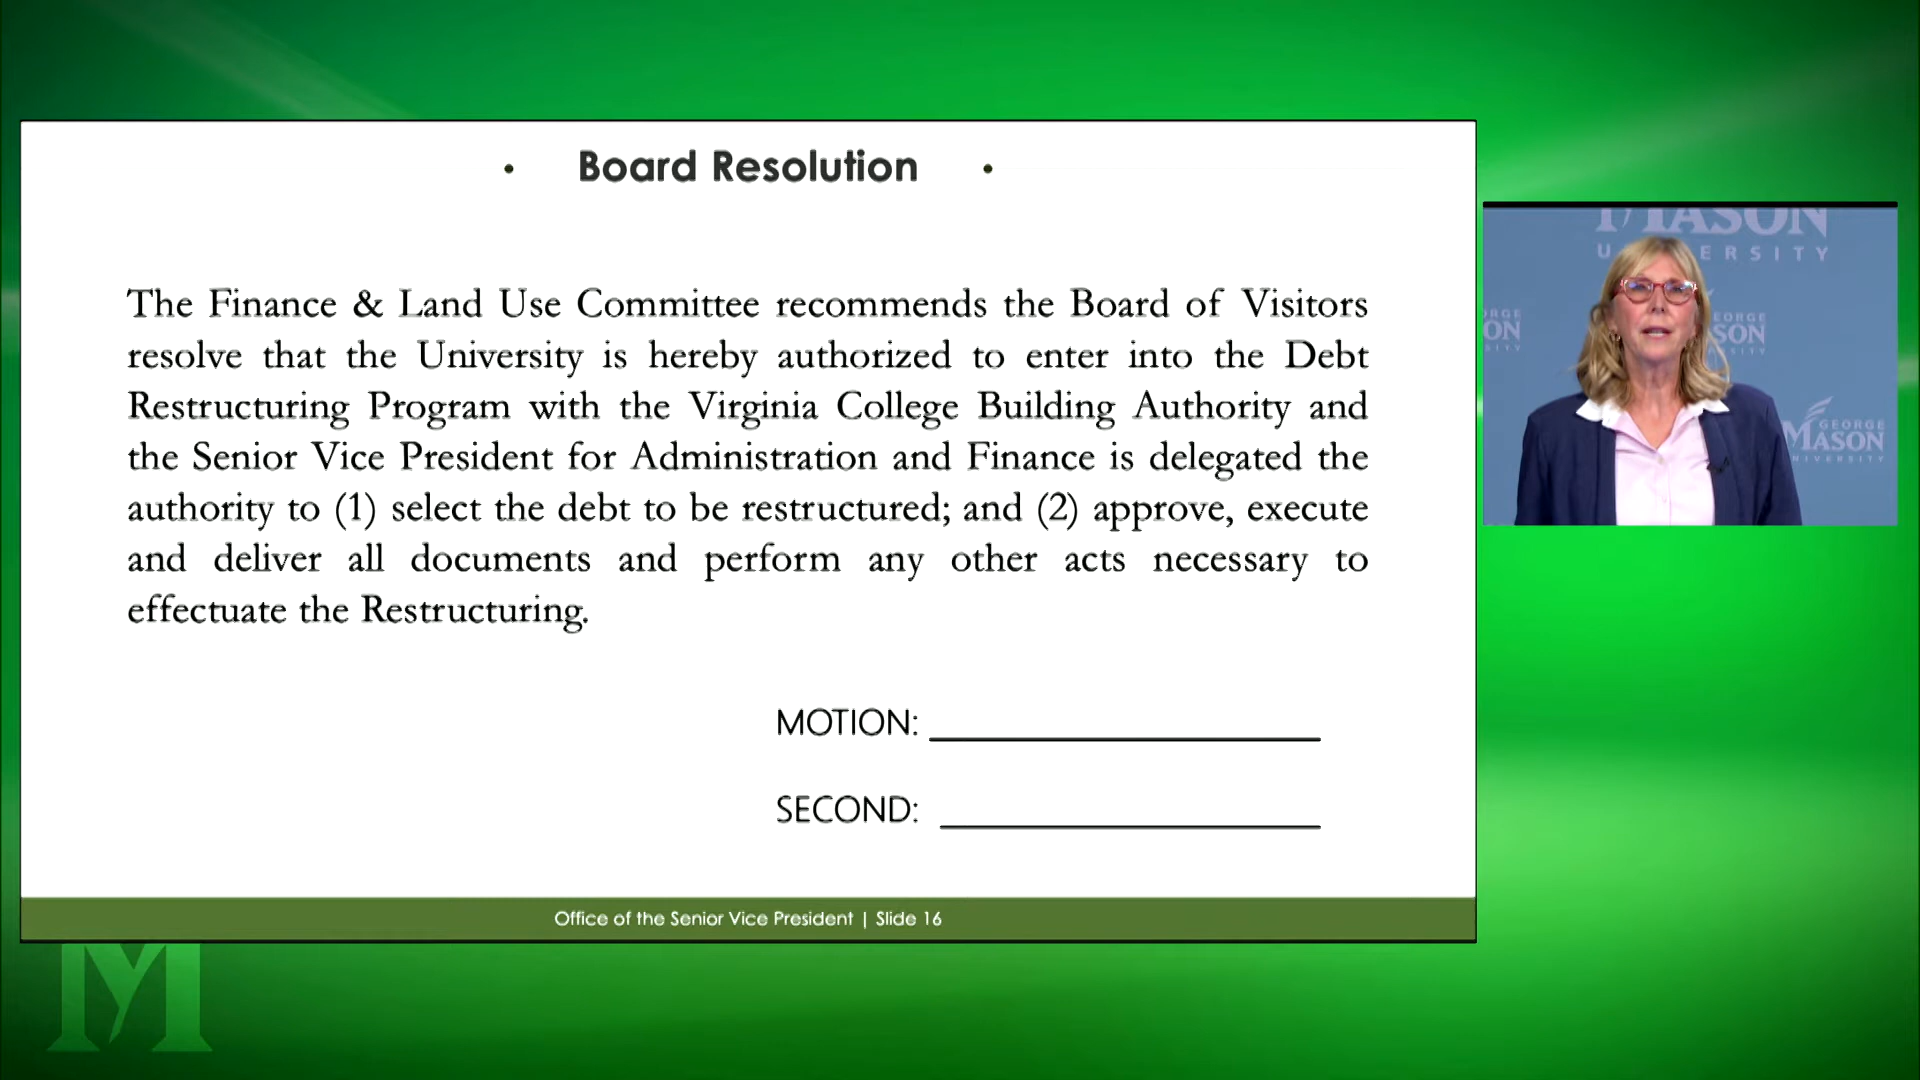 Board Resolution
The Finance & Land Use Committee recommends the Board of Visitors
resolve that the University is hereby authorized to enter into the Debt
Restructuring Program with the Virginia College Building Authority and
the Senior Vice President for Administration and Finance is delegated the
authority to (1) select the debt to be restructured; and (2) approve, execute
and deliver all documents and perform any other acts necessary to
effectuate the Restructuring.
MOTION:
SECOND:
Office of the Senior Vice President | Slide 16
MASON
GEORGE
MASON
UNIVERSITY
M